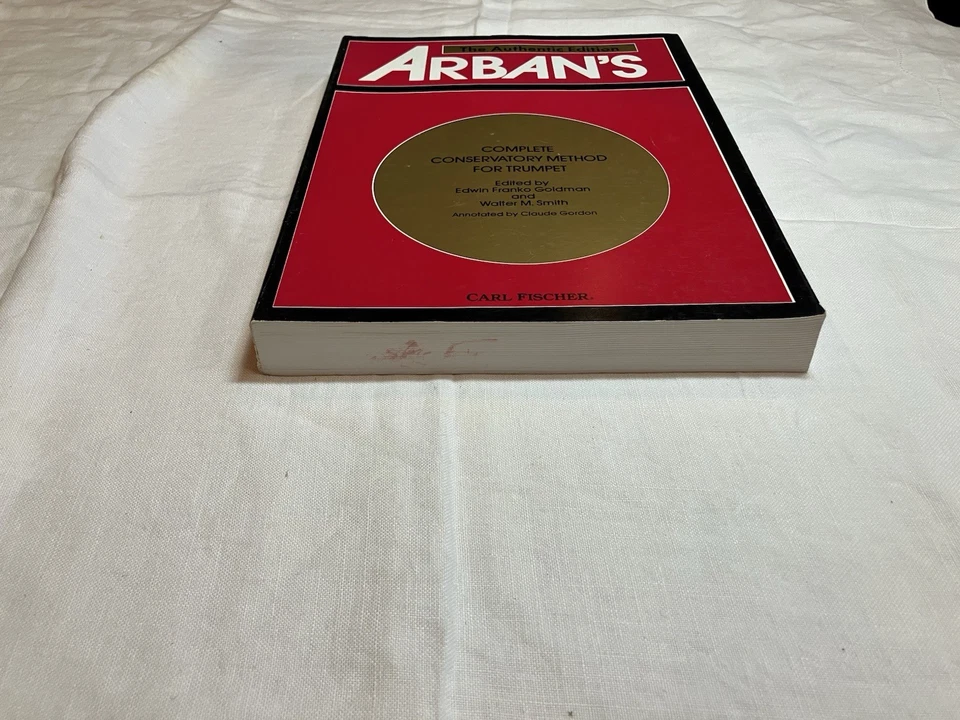 The Authentic Edition
ARBAN'S
COMPLETE
CONSERVATORY METHOD
FOR TRUMPET
Edited by
Edwin Franko Goldman
and
Walter M. Smith
Annotated by Claude Gordon
CARL FISCHER®